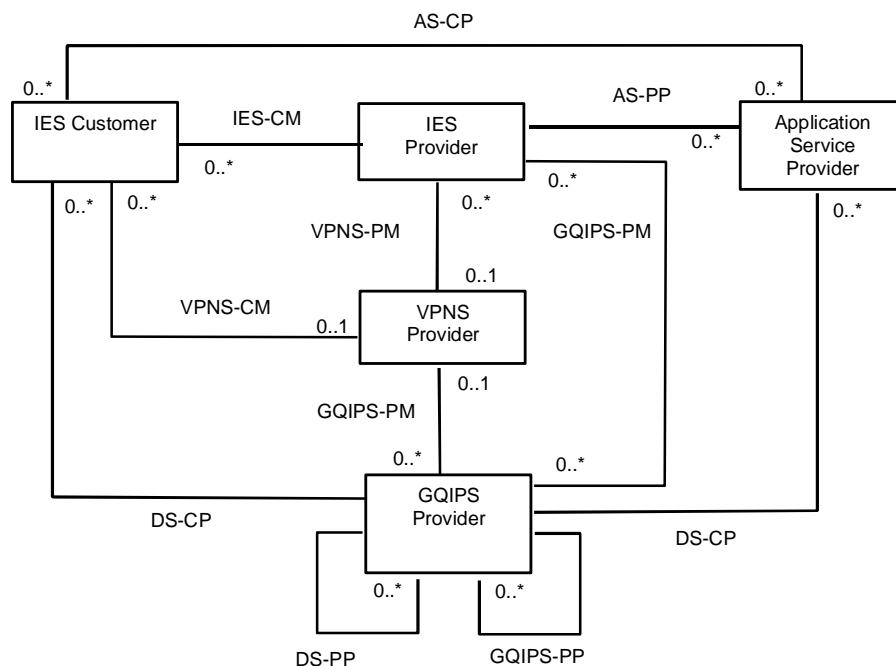 AS-CP
0..*
0..*
IES Customer
IES-CM
IES
Provider
AS-PP
Application
Service
Provider
0..*
0..*
0..*
0..*
0..*
0..*
0..*
VPNS-PM
GQIPS-PM
0..1
VPNS-CM
0..1
VPNS
Provider
0..1
GQIPS-PM
0..*
0..*
GQIPS
Provider
DS-CP
DS-CP
0..*
0..*
DS-PP
GQIPS-PP